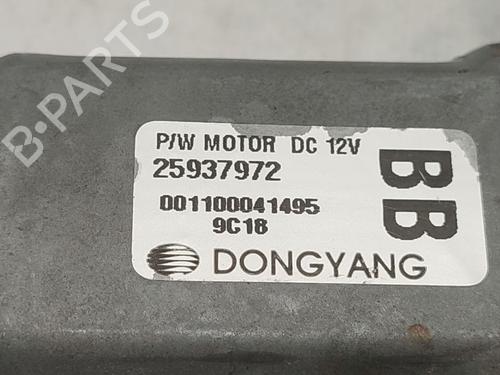 B-PARTS
P/W MOTOR DC 12V
25937972
001100041495
9C18
BB
DONGYANG